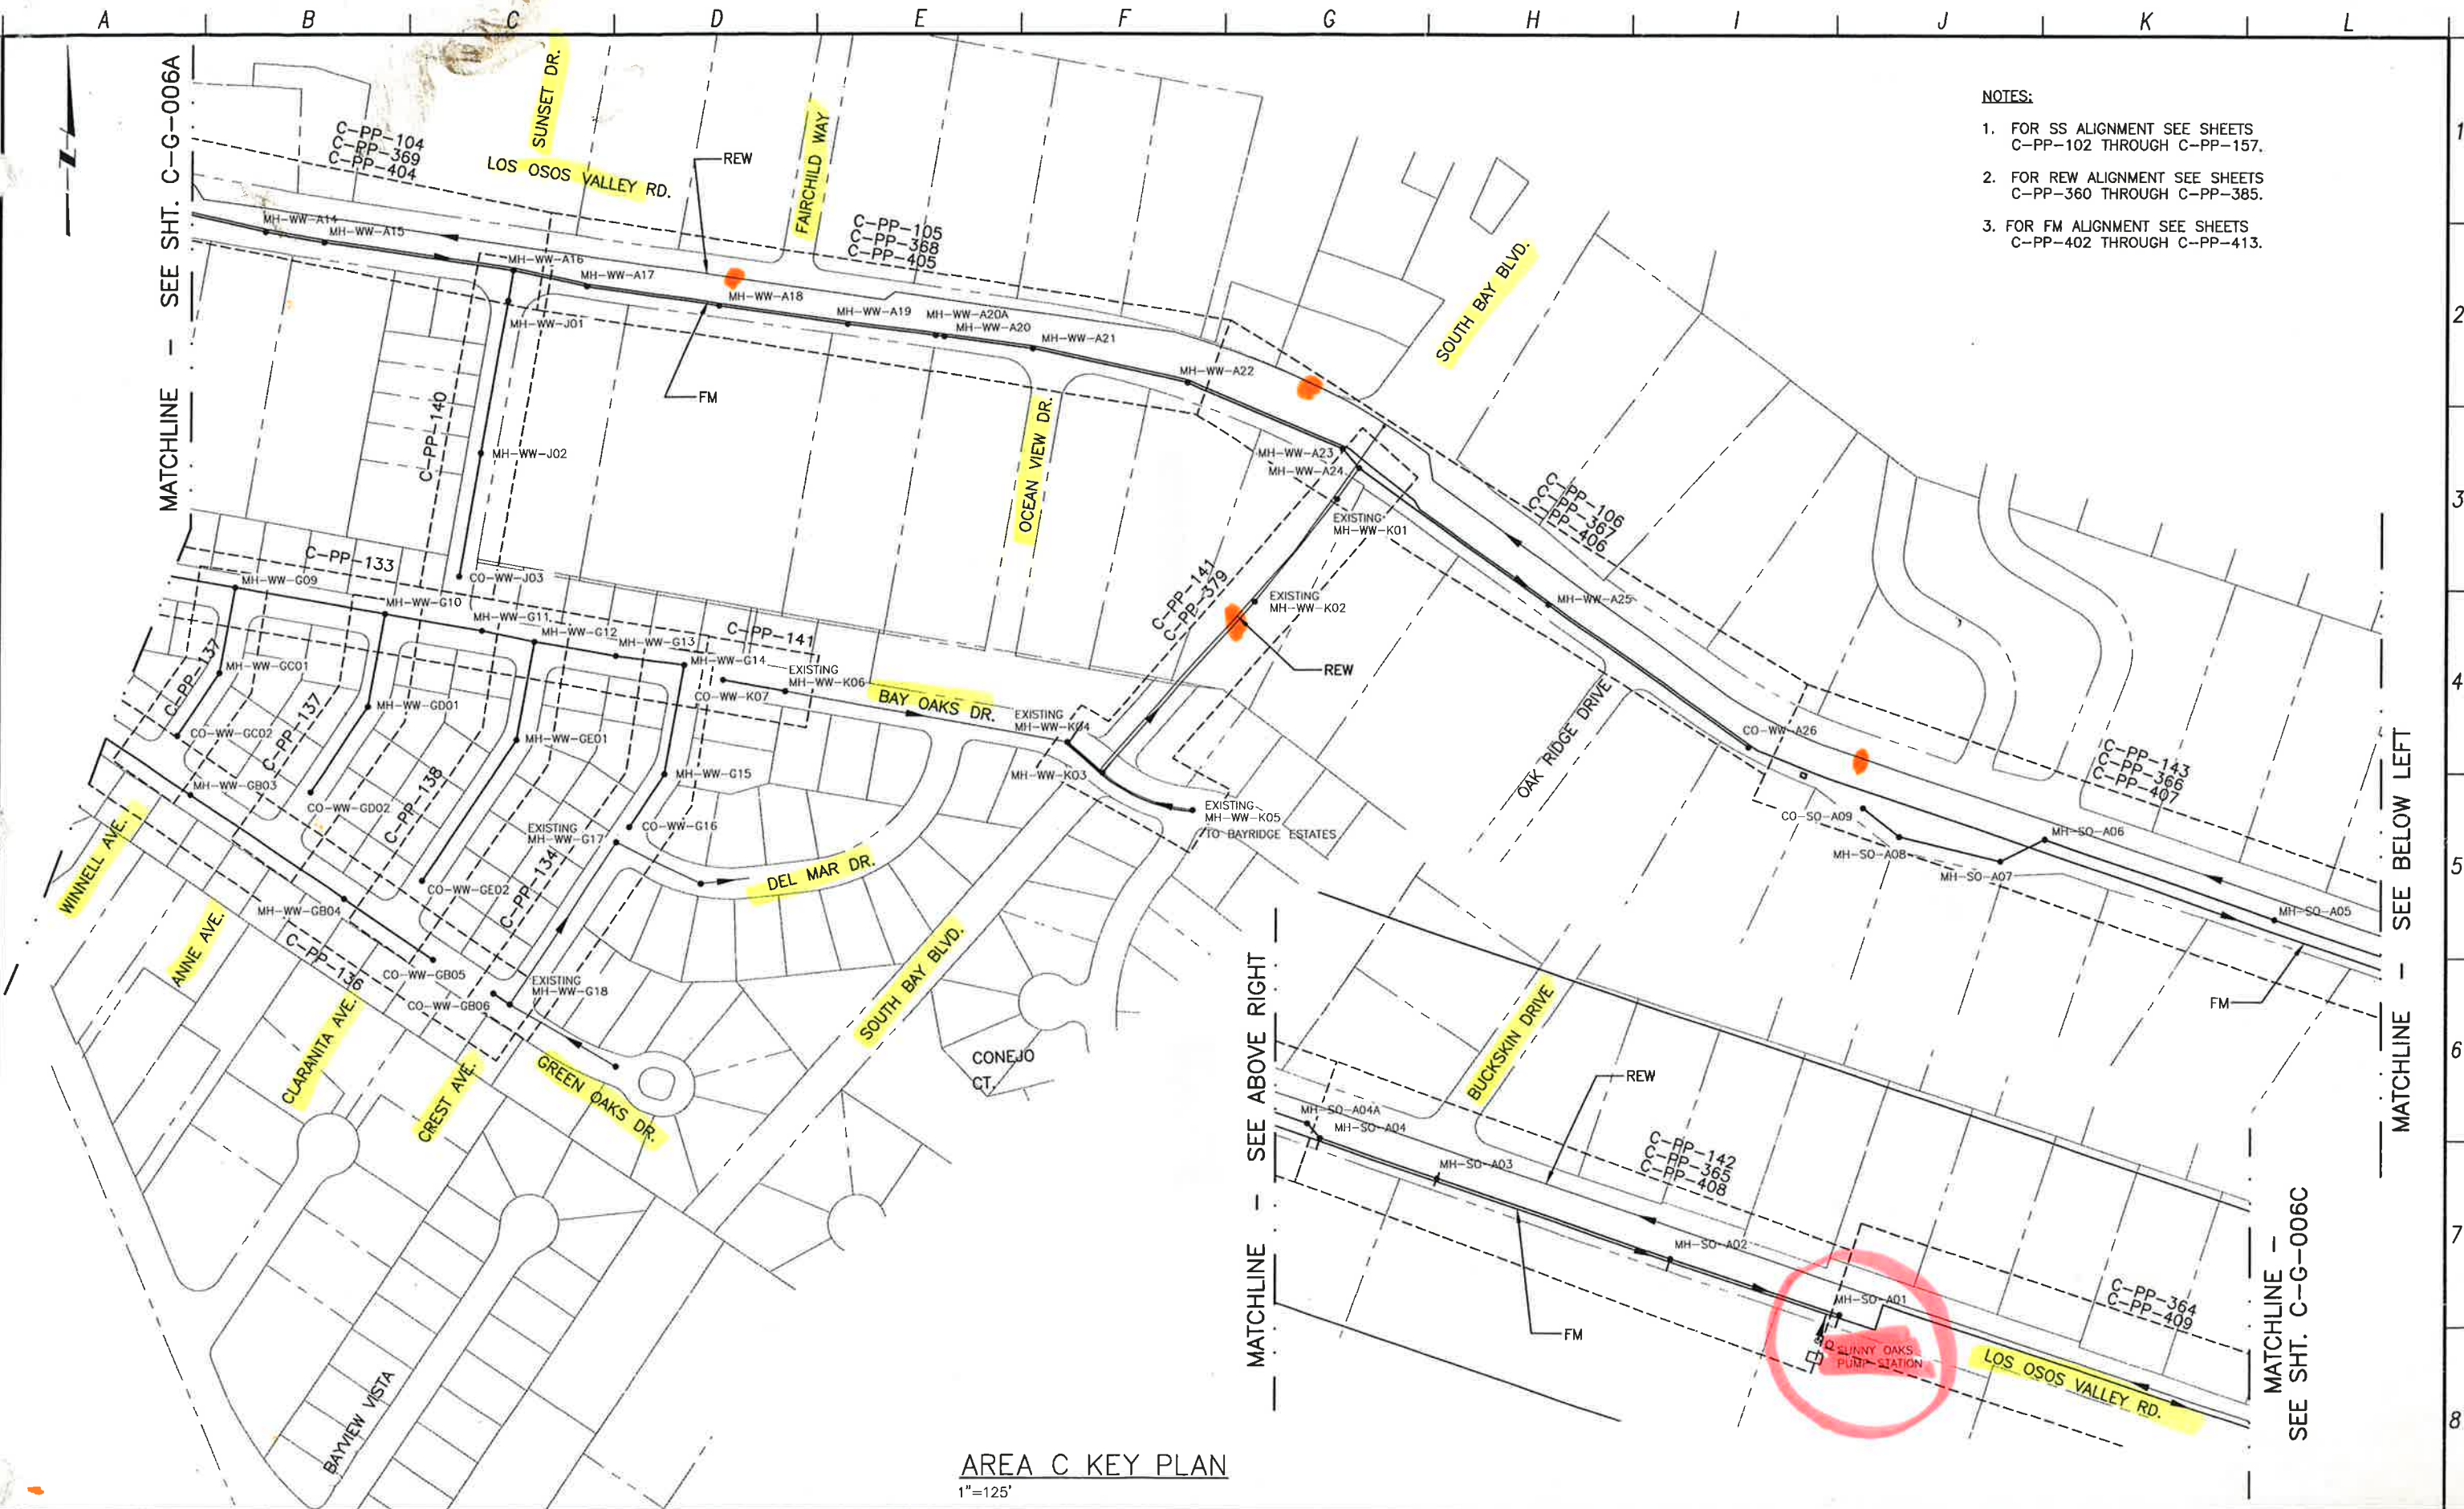 A B C D E F G H I J K L
1
2
3
4
5
6
7
8
NOTES:
1. FOR SS ALIGNMENT SEE SHEETS
C-PP-102 THROUGH C-PP-157.
2. FOR REW ALIGNMENT SEE SHEETS
C-PP-360 THROUGH C-PP-385.
3. FOR FM ALIGNMENT SEE SHEETS
C-PP-402 THROUGH C-PP-413.
MATCHLINE - SEE SHT. C-G-006A
C-PP-104
C-PP-369
C-PP-404
SUNSET DR.
LOS OSOS VALLEY RD.
REW
FAIRCHILD WAY
C-PP-105
C-PP-368
C-PP-405
SOUTH BAY BLVD.
MH-WW-A14
MH-WW-A15
MH-WW-A16
MH-WW-A17
MH-WW-A18
MH-WW-A19
MH-WW-A20A
MH-WW-A20
MH-WW-A21
MH-WW-A22
MH-WW-J01
FM
C-PP-140
MH-WW-J02
OCEAN VIEW DR.
MH-WW-A23
MH-WW-A24
EXISTING
MH-WW-K01
C-PP-106
C-PP-367
C-PP-406
C-PP-133
CO-WW-J03
C-PP-141
C-PP-379
EXISTING
MH-WW-K02
MH-WW-A25
MH-WW-G09
MH-WW-G10
MH-WW-G11
MH-WW-G12
MH-WW-G13
MH-WW-G14
C-PP-141
EXISTING
MH-WW-K06
CO-WW-K07
REW
C-PP-137
MH-WW-GC01
CO-WW-GC02
C-PP-137
MH-WW-GD01
BAY OAKS DR.
EXISTING
MH-WW-K04
MH-WW-K03
OAK RIDGE DRIVE
CO-WW-A26
C-PP-143
C-PP-366
C-PP-407
MH-WW-GE01
MH-WW-G15
MH-WW-GB03
CO-WW-GD02
C-PP-138
EXISTING
MH-WW-G17
CO-WW-G16
EXISTING
MH-WW-K05
TO BAYRIDGE ESTATES
CO-SO-A09
MH-SO-A08
MH-SO-A07
MH-SO-A06
MH-SO-A05
FM
MATCHLINE - SEE BELOW LEFT
WINNELL AVE.
DEL MAR DR.
CO-WW-GE02
C-PP-134
MH-WW-GB04
ANNE AVE.
C-PP-136
CO-WW-GB05
CO-WW-GB06
EXISTING
MH-WW-G18
SOUTH BAY BLVD.
CLARANITA AVE.
CREST AVE.
GREEN OAKS DR.
CONEJO
CT.
BAYVIEW VISTA
MATCHLINE - SEE ABOVE RIGHT
BUCKSKIN DRIVE
REW
MH-SO-A04A
MH-SO-A04
MH-SO-A03
C-PP-142
C-PP-365
C-PP-408
MH-SO-A02
FM
MH-SO-A01
SUNNY OAKS
PUMP STATION
LOS OSOS VALLEY RD.
C-PP-364
C-PP-409
MATCHLINE -
SEE SHT. C-G-006C
AREA C KEY PLAN
1"=125'